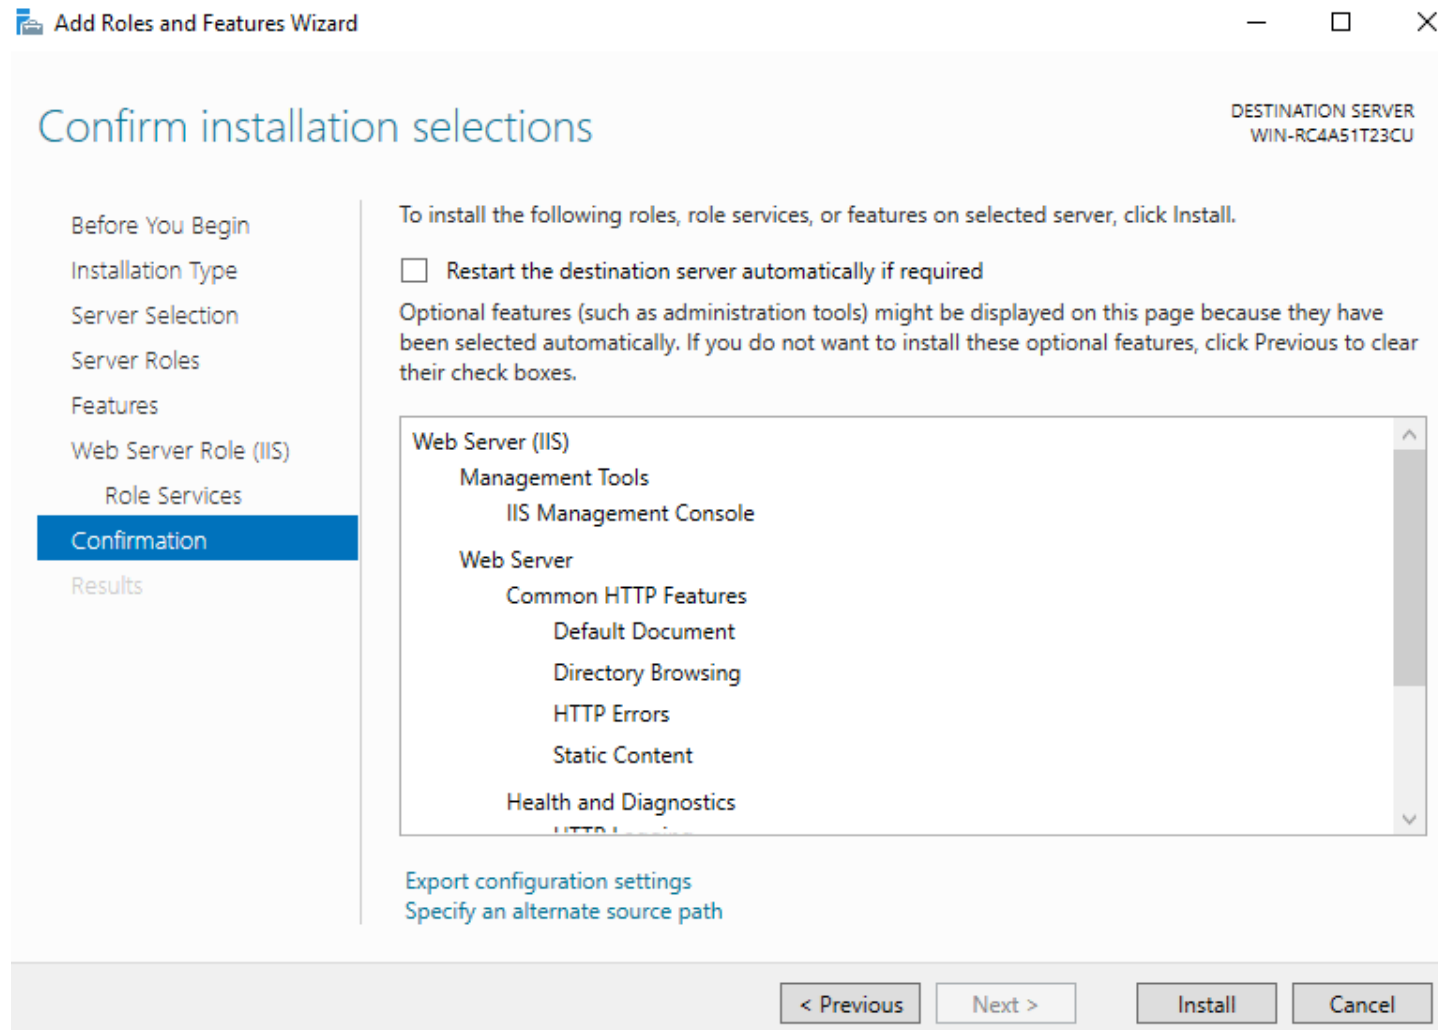 Add Roles and Features Wizard
Confirm installation selections
DESTINATION SERVER
WIN-RC4A51T23CU
Before You Begin
Installation Type
Server Selection
Server Roles
Features
Web Server Role (IIS)
Role Services
Confirmation
Results
To install the following roles, role services, or features on selected server, click Install.
Restart the destination server automatically if required
Optional features (such as administration tools) might be displayed on this page because they have
been selected automatically. If you do not want to install these optional features, click Previous to clear
their check boxes.
Web Server (IIS)
Management Tools
IIS Management Console
Web Server
Common HTTP Features
Default Document
Directory Browsing
HTTP Errors
Static Content
Health and Diagnostics
Export configuration settings
Specify an alternate source path
< Previous
Next >
Install
Cancel